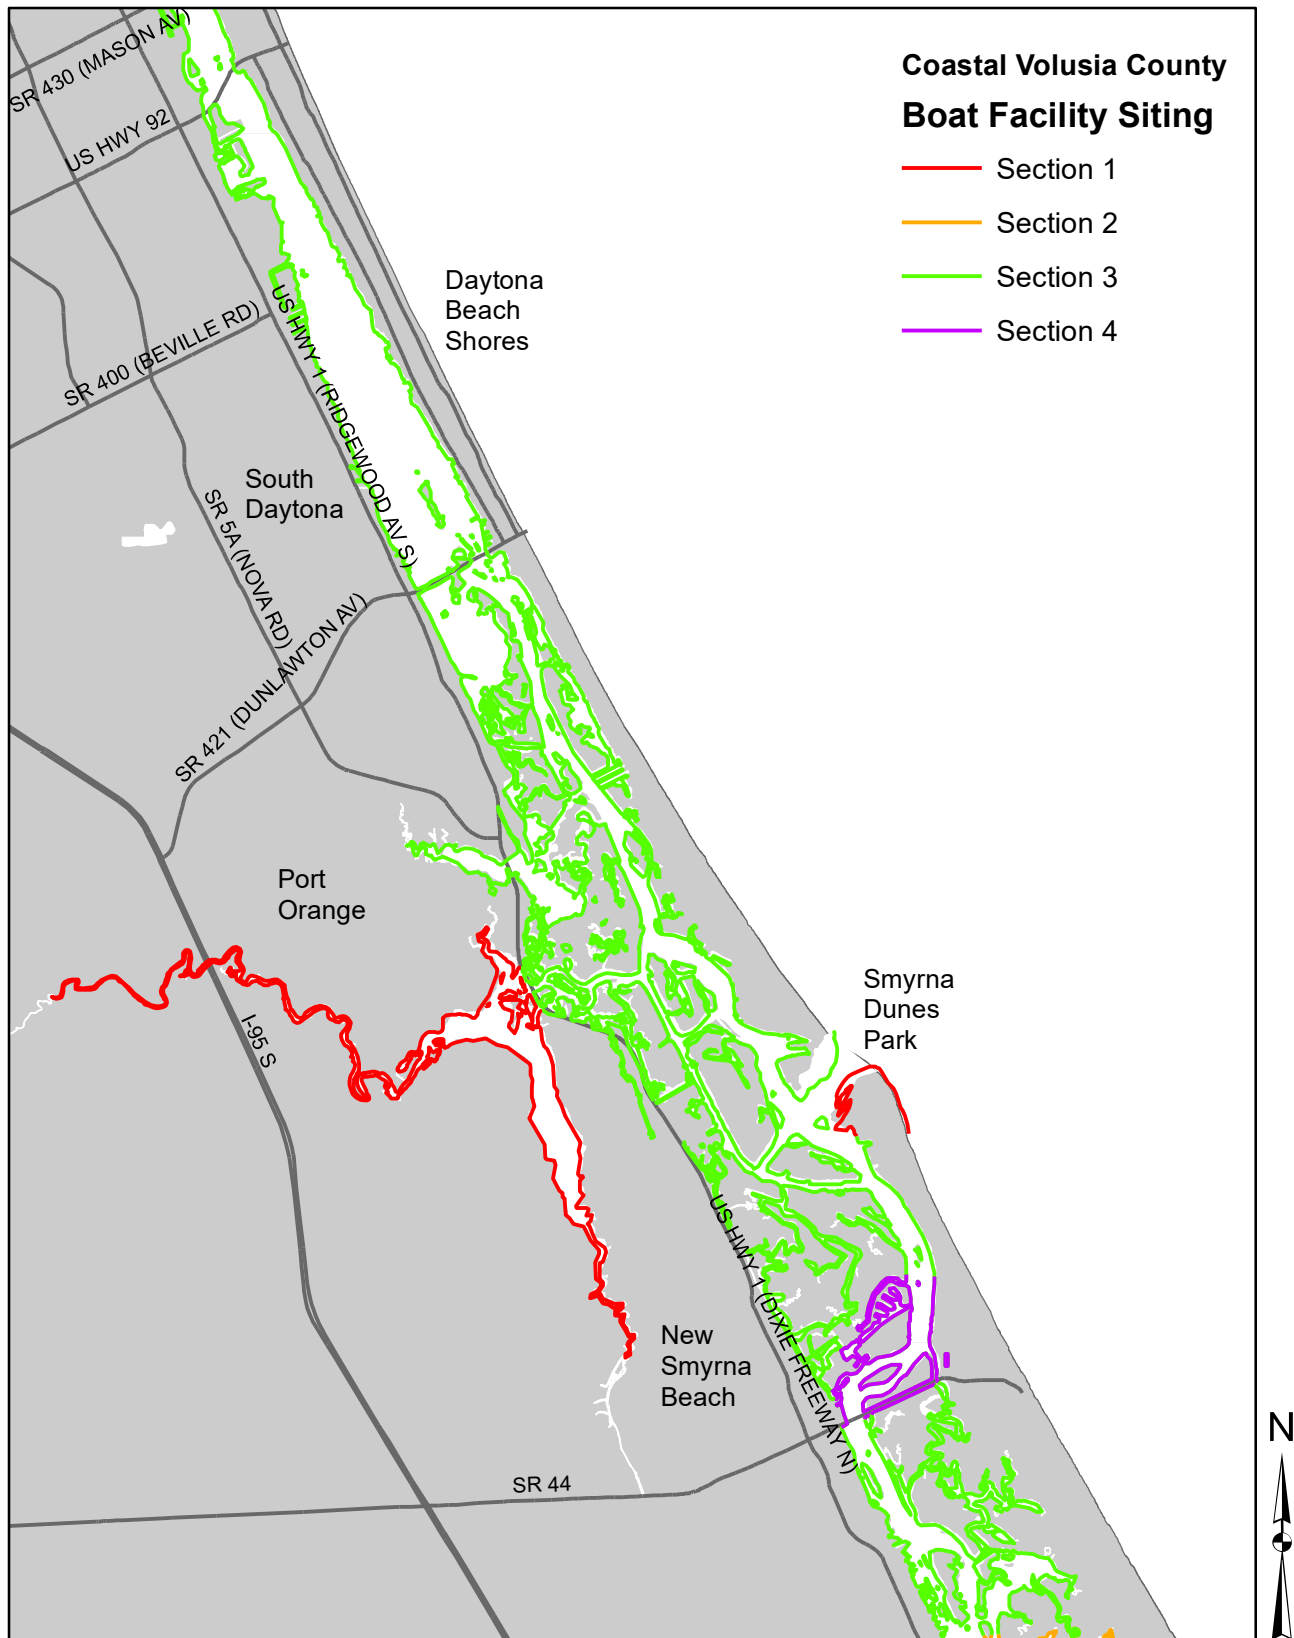 Coastal Volusia County
Boat Facility Siting
Section 1
Section 2
Section 3
Section 4
SR 430 (MASON AV)
US HWY 92
Daytona
Beach
Shores
US HWY 1 (RIDGEWOOD AV S)
SR 400 (BEVILLE RD)
South
Daytona
SR 5A (NOVA RD)
SR 421 (DUNLAWTON AV)
Port
Orange
Smyrna
Dunes
Park
I-95 S
US HWY 1 (DIXIE FREEWAY N)
New
Smyrna
Beach
SR 44
N